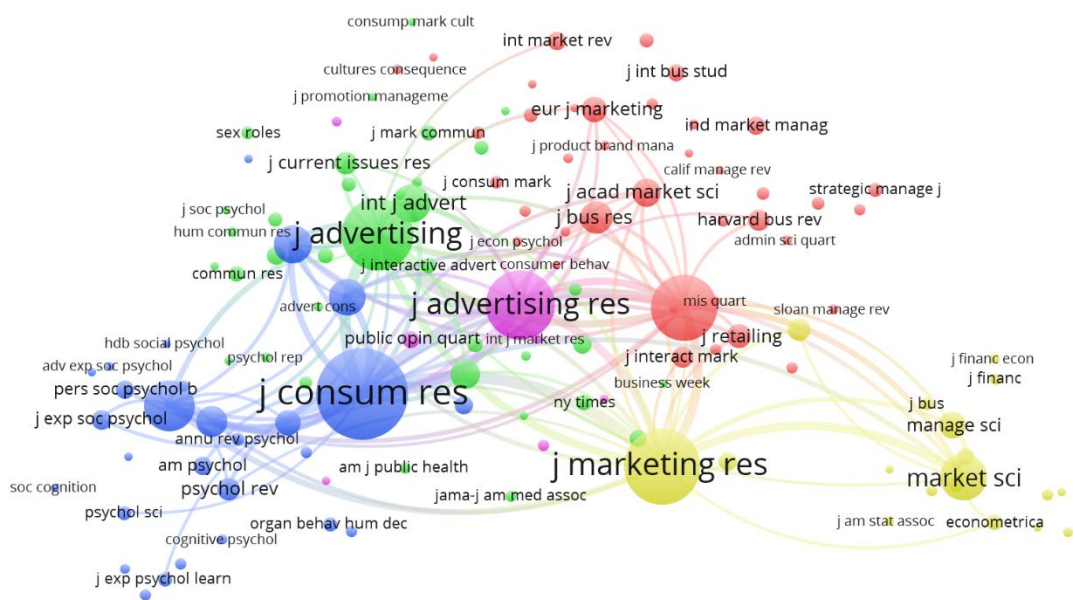 consump mark cult
int market rev
cultures consequence
j int bus stud
j promotion manageme
eur j marketing
sex roles
j mark commun
ind market manag
j product brand mana
j current issues res
calif manage rev
j consum mark
j acad market sci
strategic manage j
int j advert
j soc psychol
j bus res
harvard bus rev
hum commun res
j advertising
j econ psychol
admin sci quart
commun res
j interactive advert
consumer behav
advert cons
j advertising res
mis quart
sloan manage rev
public opin quart
int j market res
j retailing
hdb social psychol
psychol rep
j interact mark
j financ econ
adv exp soc psychol
business week
j financ
pers soc psychol b
j consum res
ny times
j bus
j exp soc psychol
manage sci
annu rev psychol
am psychol
am j public health
j marketing res
market sci
soc cognition
psychol rev
jama-j am med assoc
psychol sci
organ behav hum dec
j am stat assoc
econometrica
cognitive psychol
j exp psychol learn